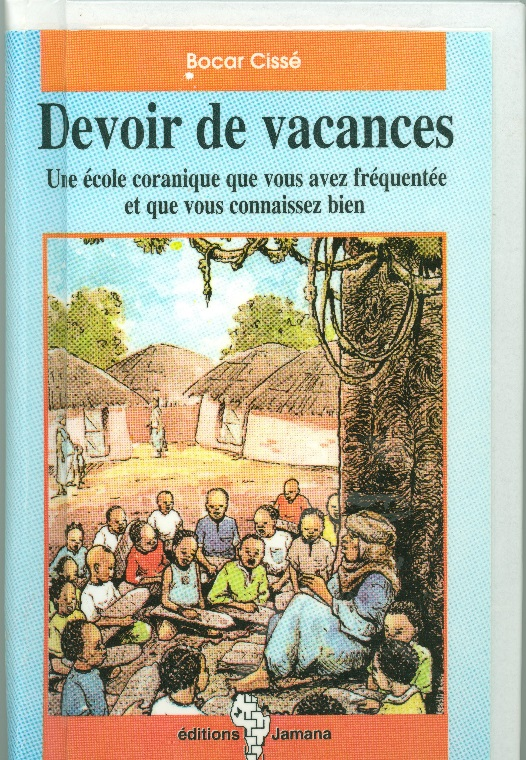 Bocar Cissé
Devoir de vacances
Une école coranique que vous avez fréquentée
et que vous connaissez bien
éditions Jamana